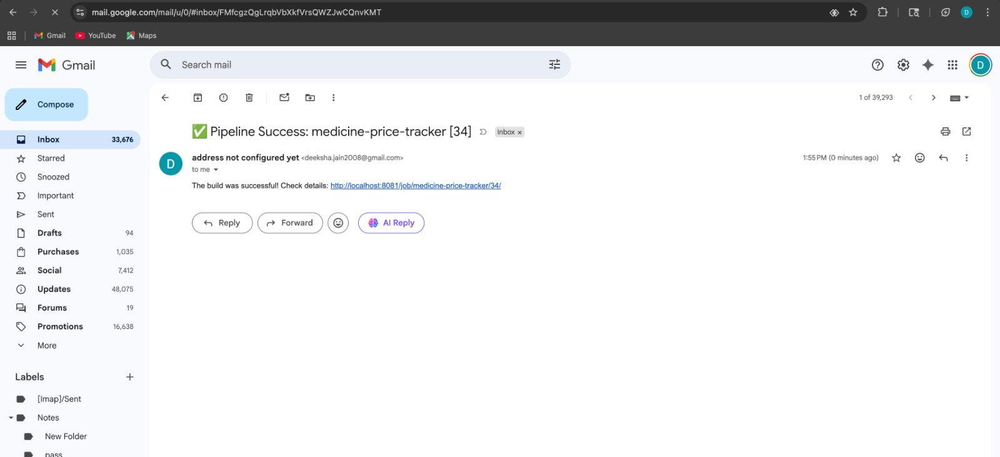 mail.google.com/mail/u/0/#inbox/FMfcgzQgLrqbVbXkfVrsQWZJwCQnvKMT
D
Gmail
YouTube
Maps
Gmail
Search mail
D
Compose
1 of 39,293
Inbox 33,676
Starred
Snoozed
Important
Sent
Drafts 94
Purchases 1,035
Social 7,412
Updates 48,075
Forums 19
Promotions 16,638
More
Labels
[Imap]/Sent
Notes
New Folder
pass
✅ Pipeline Success: medicine-price-tracker [34] Inbox x
D
address not configured yet <deeksha.jain2008@gmail.com> 1:55 PM (0 minutes ago)
to me
The build was successful! Check details: http://localhost:8081/job/medicine-price-tracker/34/
Reply Forward AI Reply